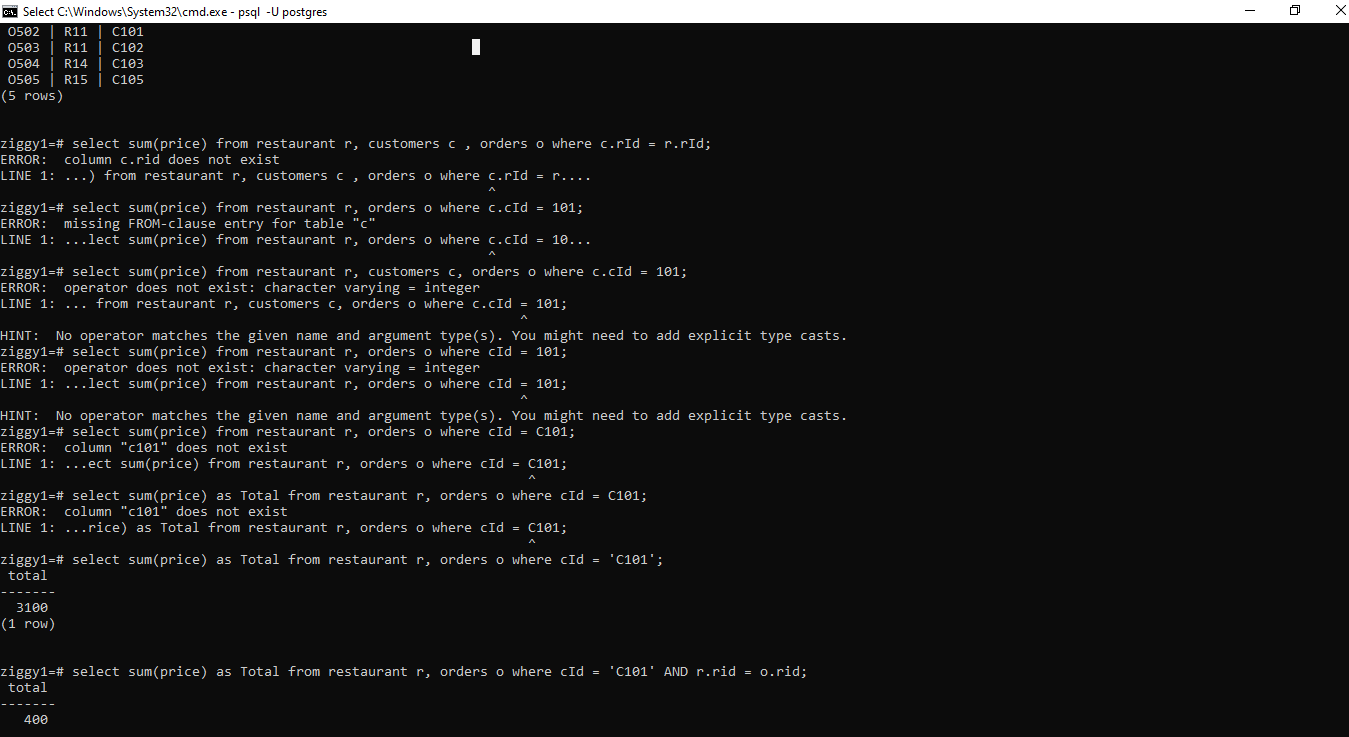 Select C:\Windows\System32\cmd.exe - psql -U postgres
O502 | R11 | C101
O503 | R11 | C102
O504 | R14 | C103
O505 | R15 | C105
(5 rows)
ziggy1=# select sum(price) from restaurant r, customers c , orders o where c.rId = r.rId;
ERROR:  column c.rid does not exist
LINE 1: ...) from restaurant r, customers c , orders o where c.rId = r....
^
ziggy1=# select sum(price) from restaurant r, orders o where c.cId = 101;
ERROR:  missing FROM-clause entry for table "c"
LINE 1: ...lect sum(price) from restaurant r, orders o where c.cId = 10...
^
ziggy1=# select sum(price) from restaurant r, customers c, orders o where c.cId = 101;
ERROR:  operator does not exist: character varying = integer
LINE 1: ... from restaurant r, customers c, orders o where c.cId = 101;
^
HINT:  No operator matches the given name and argument type(s). You might need to add explicit type casts.
ziggy1=# select sum(price) from restaurant r, orders o where cId = 101;
ERROR:  operator does not exist: character varying = integer
LINE 1: ...lect sum(price) from restaurant r, orders o where cId = 101;
^
HINT:  No operator matches the given name and argument type(s). You might need to add explicit type casts.
ziggy1=# select sum(price) from restaurant r, orders o where cId = C101;
ERROR:  column "c101" does not exist
LINE 1: ...ect sum(price) from restaurant r, orders o where cId = C101;
^
ziggy1=# select sum(price) as Total from restaurant r, orders o where cId = C101;
ERROR:  column "c101" does not exist
LINE 1: ...rice) as Total from restaurant r, orders o where cId = C101;
^
ziggy1=# select sum(price) as Total from restaurant r, orders o where cId = 'C101';
total
-------
3100
(1 row)
ziggy1=# select sum(price) as Total from restaurant r, orders o where cId = 'C101' AND r.rid = o.rid;
total
-------
400